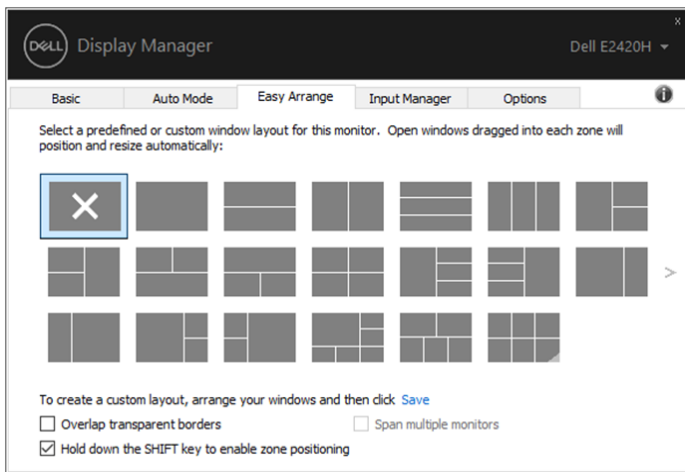 x
DELL Display Manager Dell E2420H
Basic Auto Mode Easy Arrange Input Manager Options
Select a predefined or custom window layout for this monitor. Open windows dragged into each zone will
position and resize automatically:
To create a custom layout, arrange your windows and then click Save
Overlap transparent borders Span multiple monitors
Hold down the SHIFT key to enable zone positioning